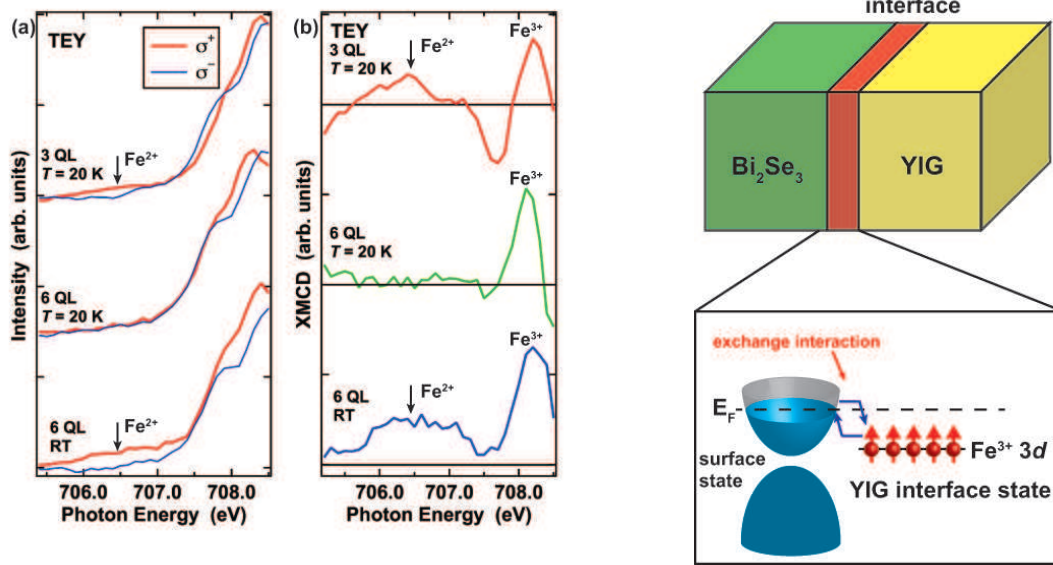 (a)
TEY
σ+
σ−
3 QL
T = 20 K
Fe2+
6 QL
T = 20 K
6 QL
RT
Fe2+
Intensity (arb. units)
706.0 707.0 708.0
Photon Energy (eV)
(b)
TEY
3 QL
T = 20 K
Fe2+
Fe3+
6 QL
T = 20 K
Fe3+
6 QL
RT
Fe2+
Fe3+
XMCD (arb. units)
706.0 707.0 708.0
Photon Energy (eV)
interface
Bi2Se3
YIG
exchange interaction
EF
surface
state
Fe3+ 3d
YIG interface state